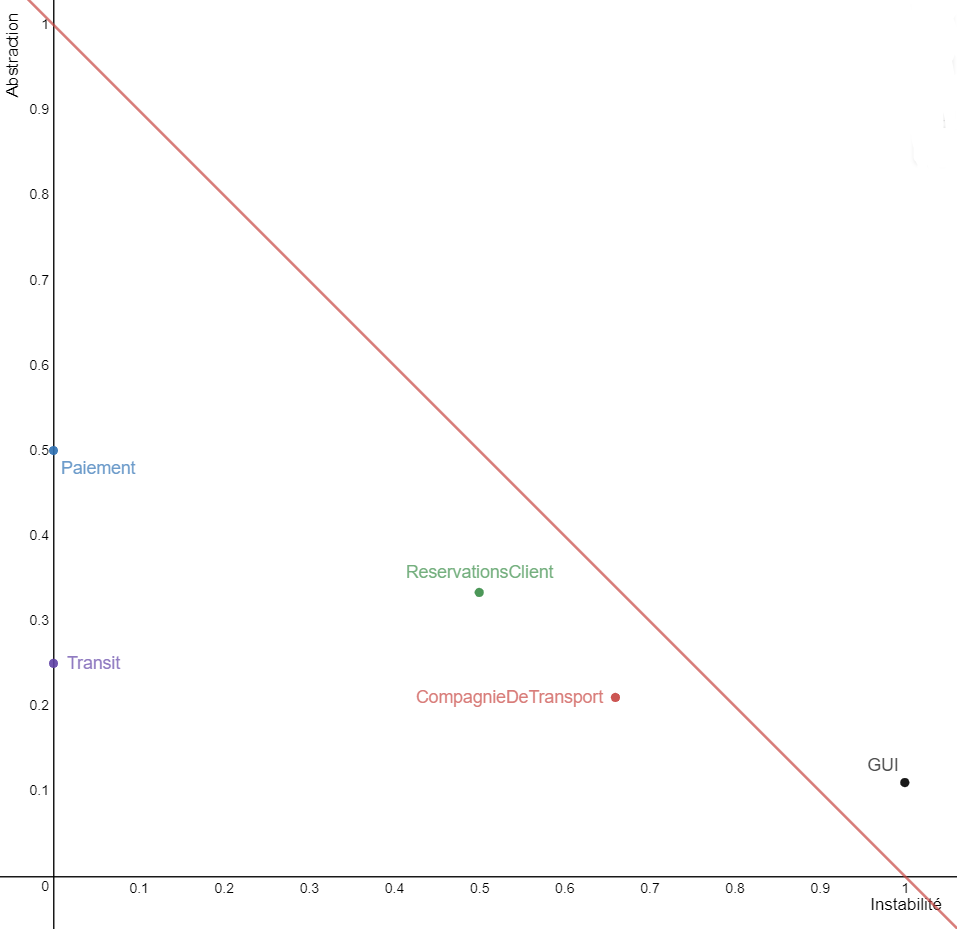 Abstraction
1
0.9
0.8
0.7
0.6
0.5
Paiement
0.4
ReservationsClient
0.3
Transit
0.2
CompagnieDeTransport
GUI
0.1
0
0.1 0.2 0.3 0.4 0.5 0.6 0.7 0.8 0.9 1
Instabilité